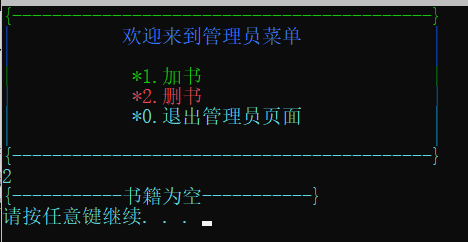 {------------------------------------------}
欢迎来到管理员菜单
*1.加书
*2.删书
*0.退出管理员页面
{------------------------------------------}
2
{-----------书籍为空-----------}
请按任意键继续. . .